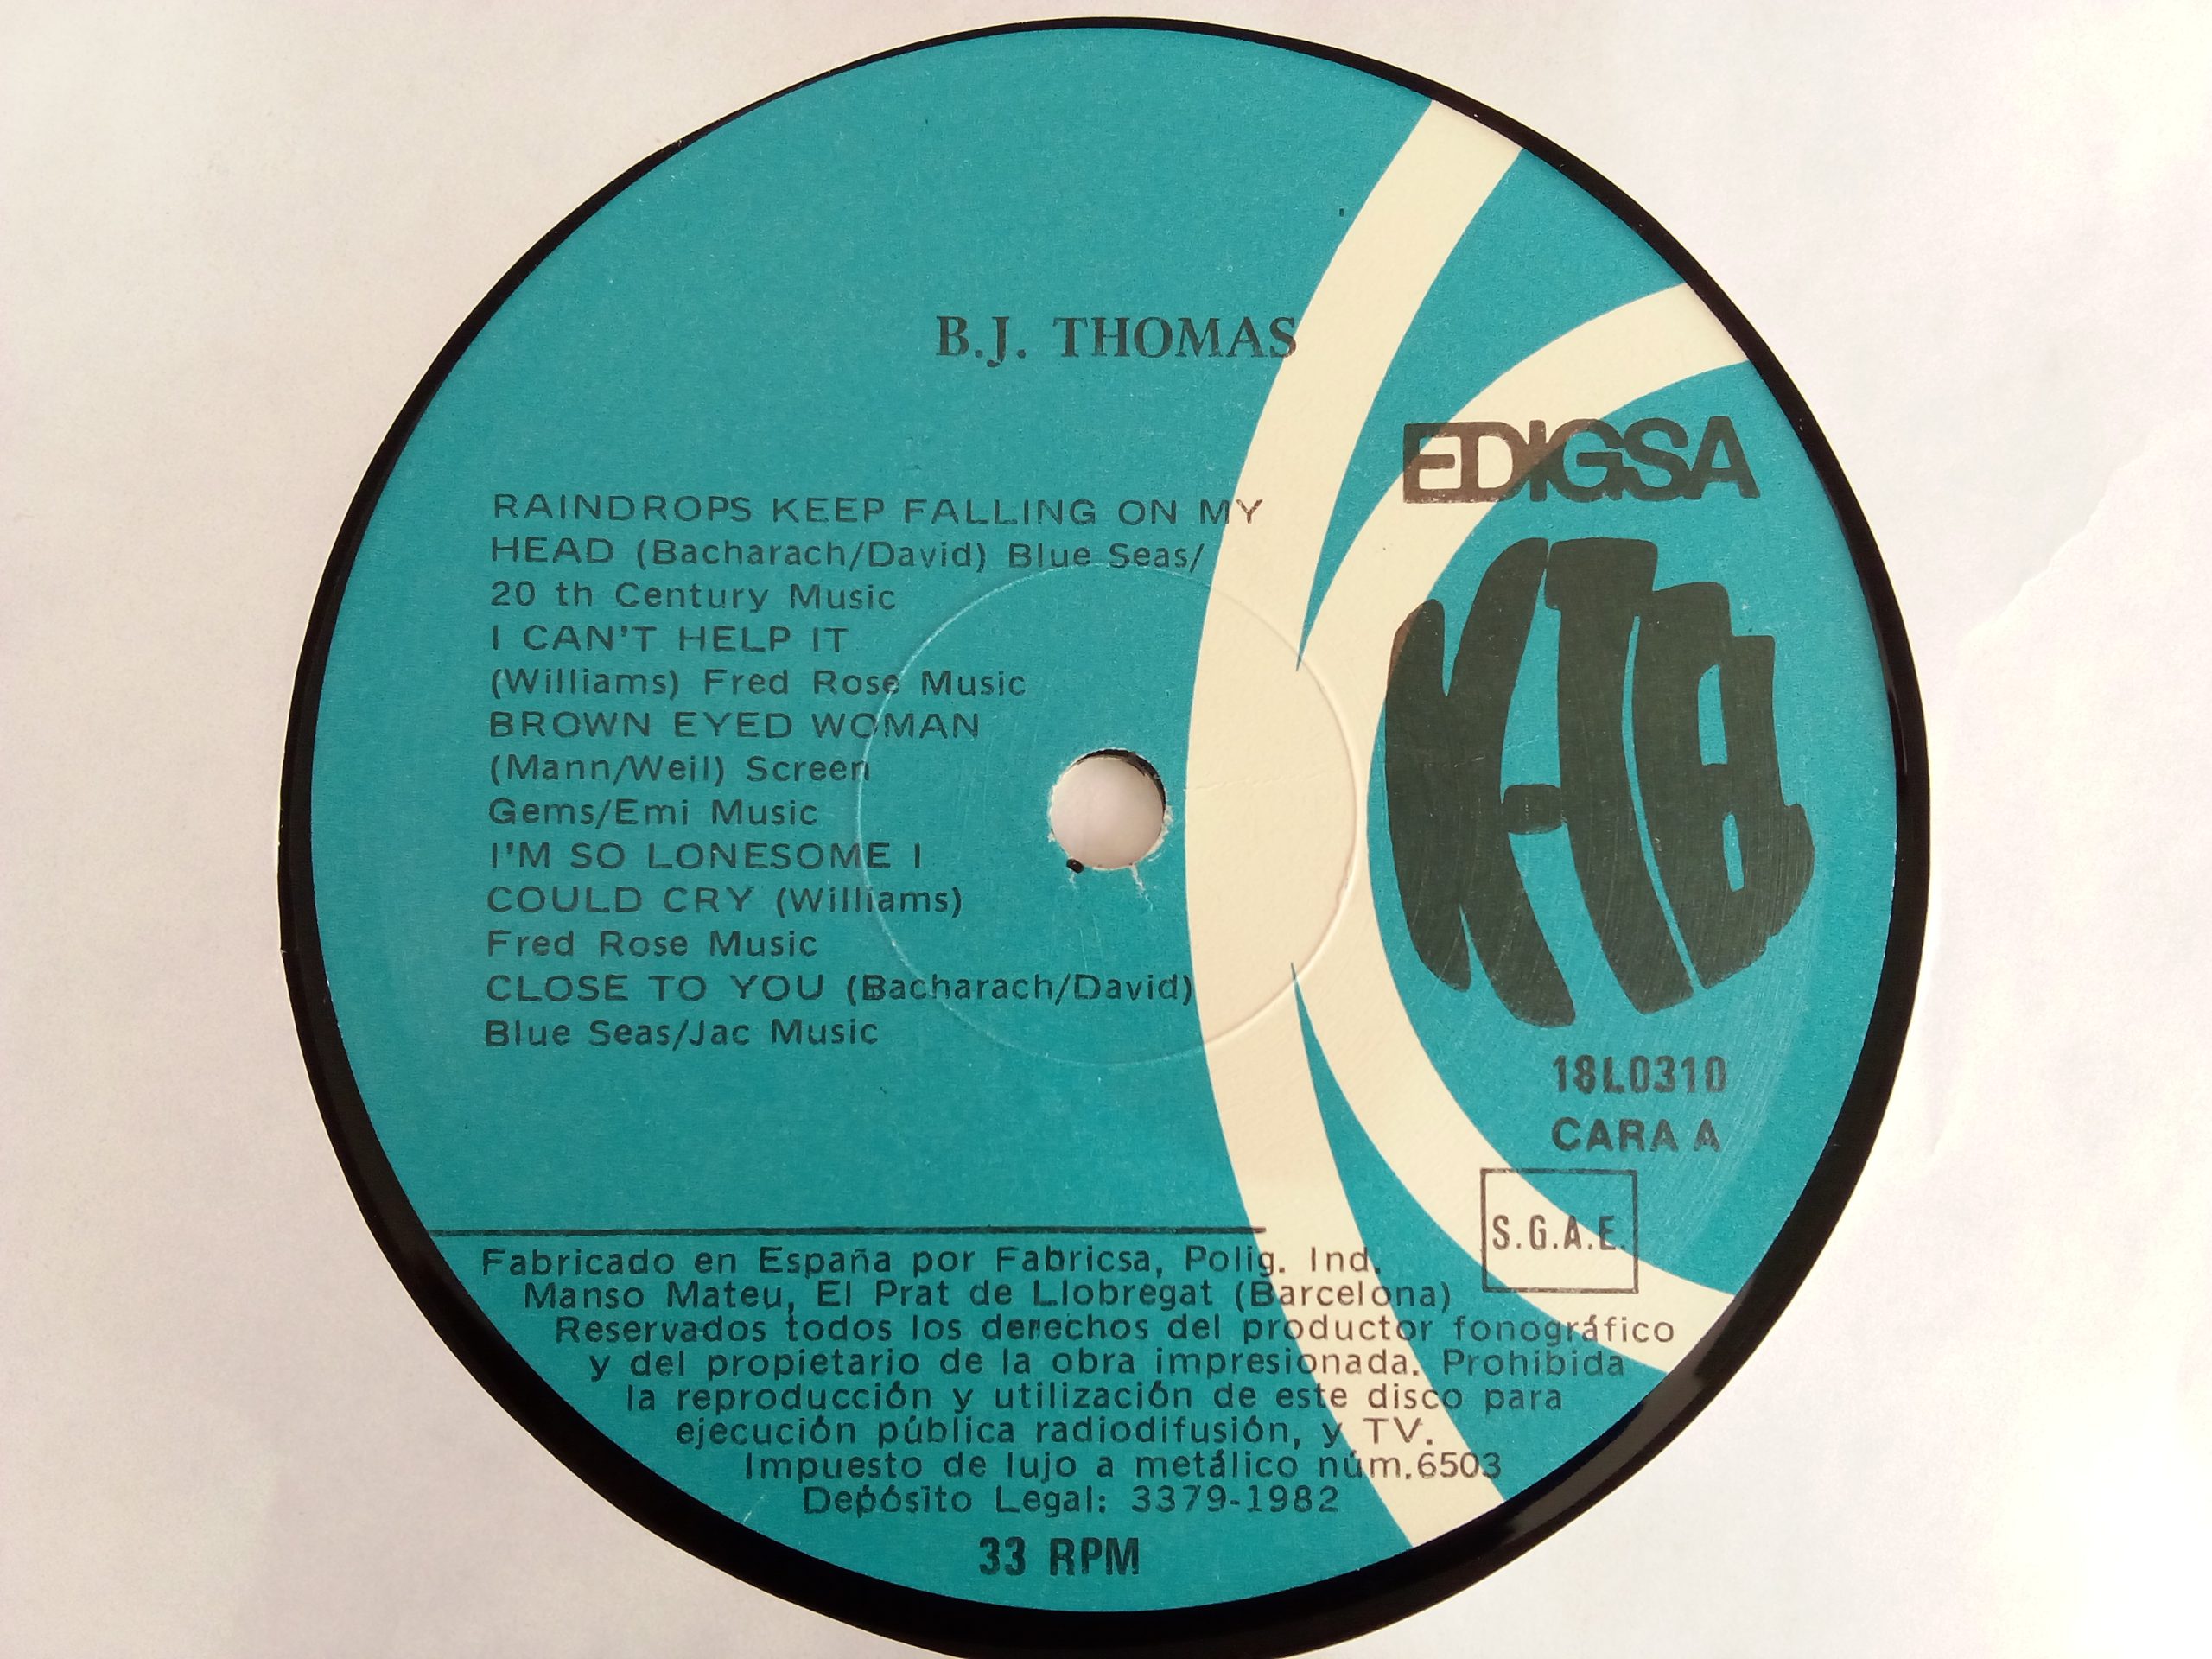 B.J. THOMAS
EDIGSA
KTB
RAINDROPS KEEP FALLING ON MY
HEAD (Bacharach/David) Blue Seas/
20 th Century Music
I CAN'T HELP IT
(Williams) Fred Rose Music
BROWN EYED WOMAN
(Mann/Weil) Screen
Gems/Emi Music
I'M SO LONESOME I
COULD CRY (Williams)
Fred Rose Music
CLOSE TO YOU (Bacharach/David)
Blue Seas/Jac Music
18L0310
CARA A
S.G.A.E.
Fabricado en España por Fabricsa, Polig. Ind.
Manso Mateu, El Prat de Llobregat (Barcelona)
Reservados todos los derechos del productor fonográfico
y del propietario de la obra impresionada. Prohibida
la reproducción y utilización de este disco para
ejecución pública radiodifusión, y TV.
Impuesto de lujo a metálico núm.6503
Depósito Legal: 3379-1982
33 RPM